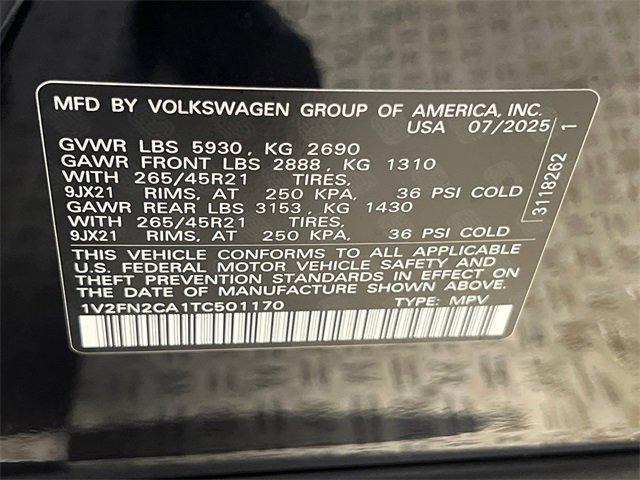 MFD BY VOLKSWAGEN GROUP OF AMERICA, INC.
USA 07/2025
GVWR LBS 5930, KG 2690
GAWR FRONT LBS 2888, KG 1310
WITH 265/45R21 TIRES,
9JX21 RIMS, AT 250 KPA, 36 PSI COLD
GAWR REAR LBS 3153, KG 1430
WITH 265/45R21 TIRES,
9JX21 RIMS, AT 250 KPA, 36 PSI COLD
THIS VEHICLE CONFORMS TO ALL APPLICABLE
U.S. FEDERAL MOTOR VEHICLE SAFETY AND
THEFT PREVENTION STANDARDS IN EFFECT ON
THE DATE OF MANUFACTURE SHOWN ABOVE.
1V2FN2CA1TC501170 TYPE: MPV
3118262 1